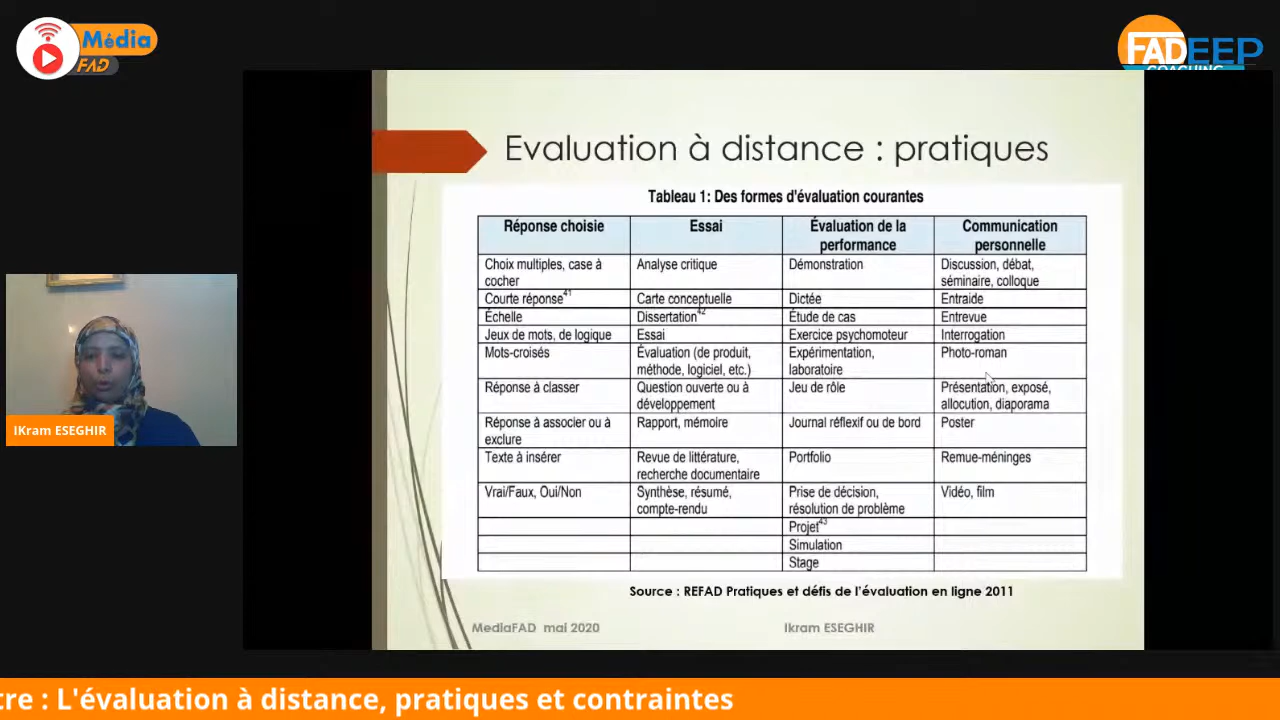 Média
FAD
FADEEP
COACHING
Evaluation à distance : pratiques
Tableau 1: Des formes d'évaluation courantes
Réponse choisie
Essai
Évaluation de la performance
Communication personnelle
Choix multiples, case à cocher
Analyse critique
Démonstration
Discussion, débat, séminaire, colloque
Courte réponse41
Carte conceptuelle
Dictée
Entraide
Échelle
Dissertation42
Étude de cas
Entrevue
Jeux de mots, de logique
Essai
Exercice psychomoteur
Interrogation
Mots-croisés
Évaluation (de produit, méthode, logiciel, etc.)
Expérimentation, laboratoire
Photo-roman
Réponse à classer
Question ouverte ou à développement
Jeu de rôle
Présentation, exposé, allocution, diaporama
Réponse à associer ou à exclure
Rapport, mémoire
Journal réflexif ou de bord
Poster
Texte à insérer
Revue de littérature, recherche documentaire
Portfolio
Remue-méninges
Vrai/Faux, Oui/Non
Synthèse, résumé, compte-rendu
Prise de décision, résolution de problème
Vidéo, film
Projet43
Simulation
Stage
Source : REFAD Pratiques et défis de l'évaluation en ligne 2011
MediaFAD mai 2020
Ikram ESEGHIR
IKram ESEGHIR
tre : L'évaluation à distance, pratiques et contraintes